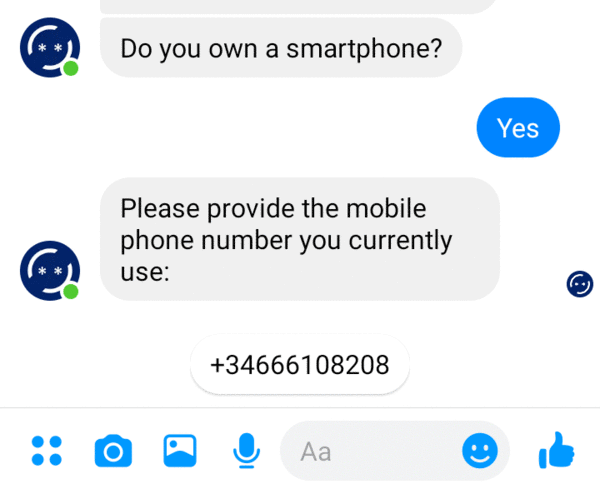 Do you own a smartphone?
Yes
Please provide the mobile
phone number you currently
use:
+34666108208
Aa